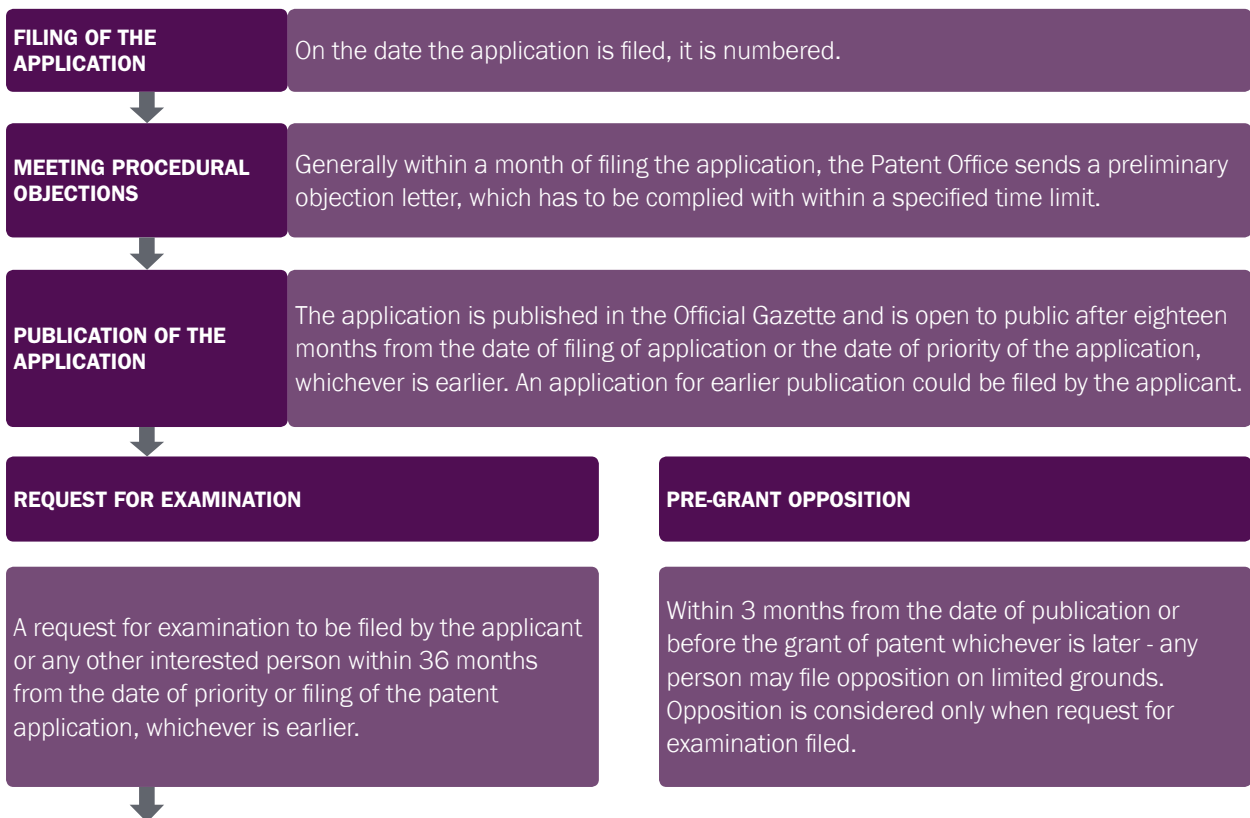 FILING OF THE
APPLICATION
On the date the application is filed, it is numbered.
MEETING PROCEDURAL
OBJECTIONS
Generally within a month of filing the application, the Patent Office sends a preliminary
objection letter, which has to be complied with within a specified time limit.
PUBLICATION OF THE
APPLICATION
The application is published in the Official Gazette and is open to public after eighteen
months from the date of filing of application or the date of priority of the application,
whichever is earlier. An application for earlier publication could be filed by the applicant.
REQUEST FOR EXAMINATION
A request for examination to be filed by the applicant
or any other interested person within 36 months
from the date of priority or filing of the patent
application, whichever is earlier.
PRE-GRANT OPPOSITION
Within 3 months from the date of publication or
before the grant of patent whichever is later - any
person may file opposition on limited grounds.
Opposition is considered only when request for
examination filed.